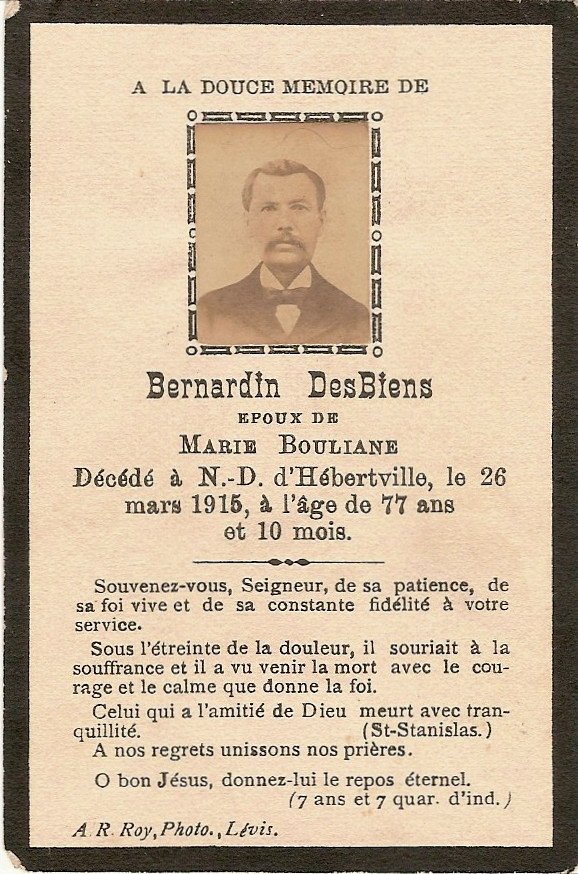 A LA DOUCE MEMOIRE DE
Bernardin DesBiens
EPOUX DE
MARIE BOULIANE
Décédé à N.-D. d'Hébertville, le 26
mars 1915, à l'âge de 77 ans
et 10 mois.
Souvenez-vous, Seigneur, de sa patience, de
sa foi vive et de sa constante fidélité à votre
service.
Sous l'étreinte de la douleur, il souriait à la
souffrance et il a vu venir la mort avec le cou-
rage et le calme que donne la foi.
Celui qui a l'amitié de Dieu meurt avec tran-
quillité. (St-Stanislas.)
A nos regrets unissons nos prières.
O bon Jésus, donnez-lui le repos éternel.
(7 ans et 7 quar. d'ind.)
A. R. Roy, Photo., Lévis.